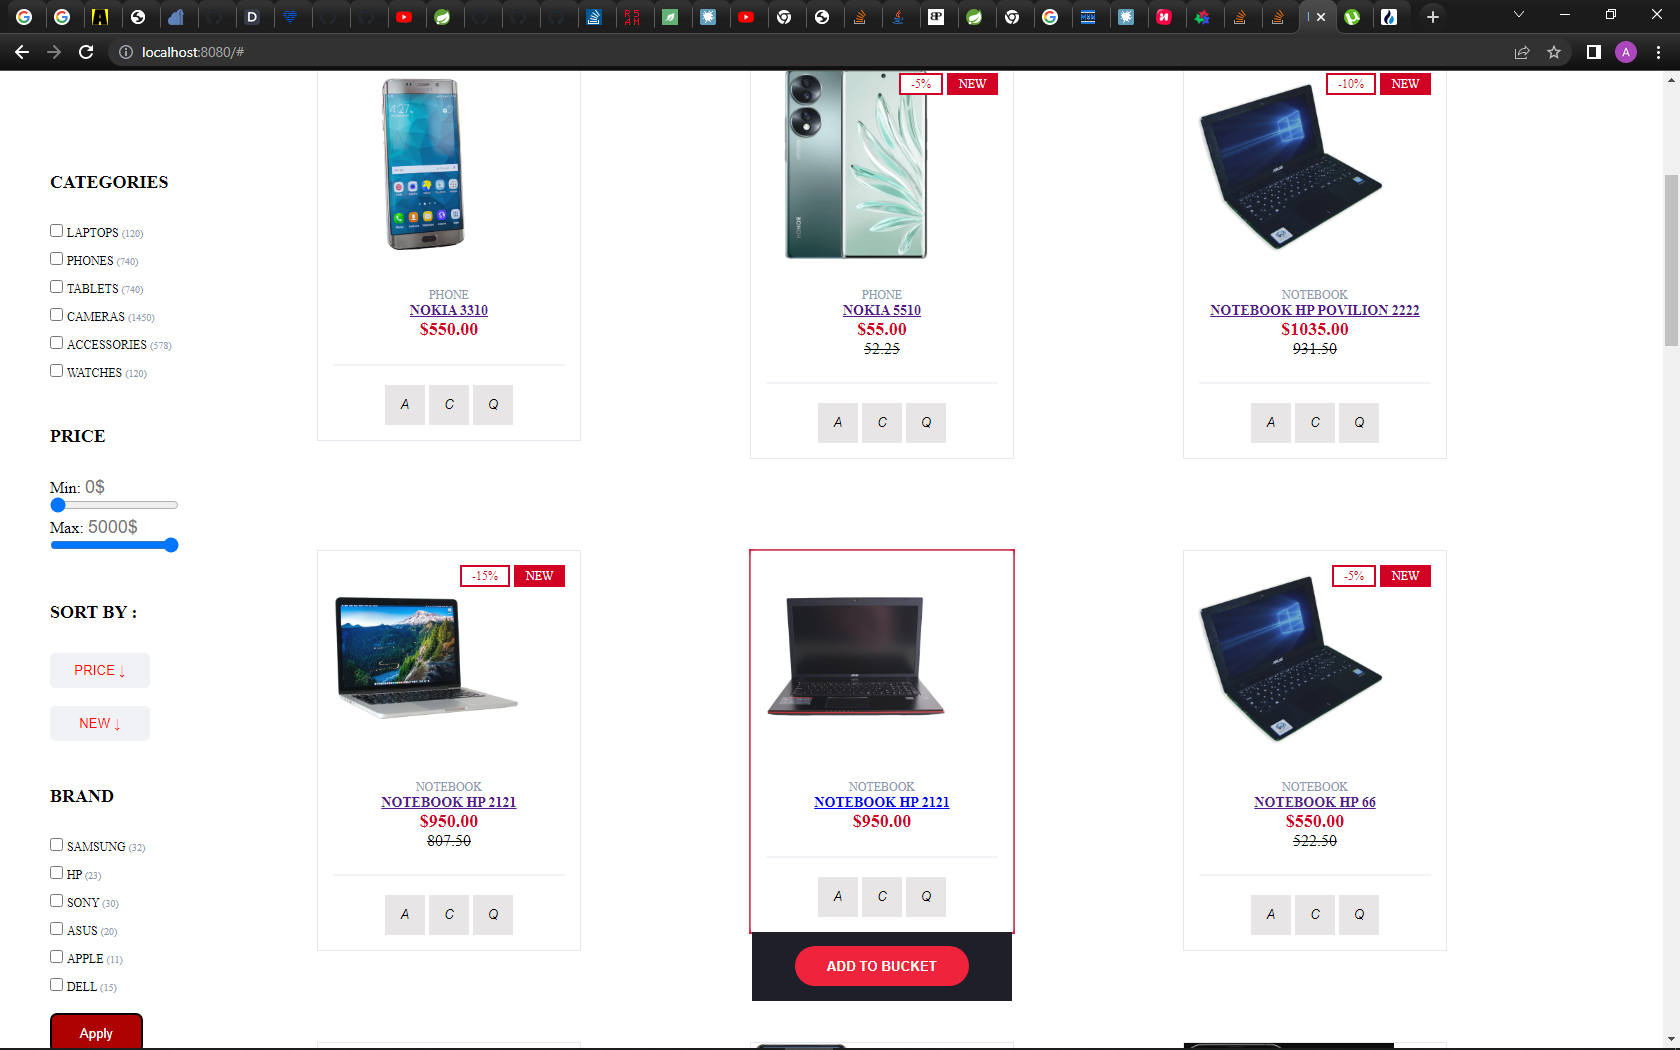 localhost:8080/#
A
CATEGORIES
LAPTOPS (120)
PHONES (740)
TABLETS (740)
CAMERAS (1450)
ACCESSORIES (578)
WATCHES (120)
PRICE
Min: 0$
Max: 5000$
SORT BY :
PRICE ↓
NEW ↓
BRAND
SAMSUNG (32)
HP (23)
SONY (30)
ASUS (20)
APPLE (11)
DELL (15)
Apply
PHONE
NOKIA 3310
$550.00
A C Q
-5% NEW
PHONE
NOKIA 5510
$55.00
52.25
A C Q
-10% NEW
NOTEBOOK
NOTEBOOK HP POVILION 2222
$1035.00
931.50
A C Q
-15% NEW
NOTEBOOK
NOTEBOOK HP 2121
$950.00
807.50
A C Q
NOTEBOOK
NOTEBOOK HP 2121
$950.00
A C Q
ADD TO BUCKET
-5% NEW
NOTEBOOK
NOTEBOOK HP 66
$550.00
522.50
A C Q